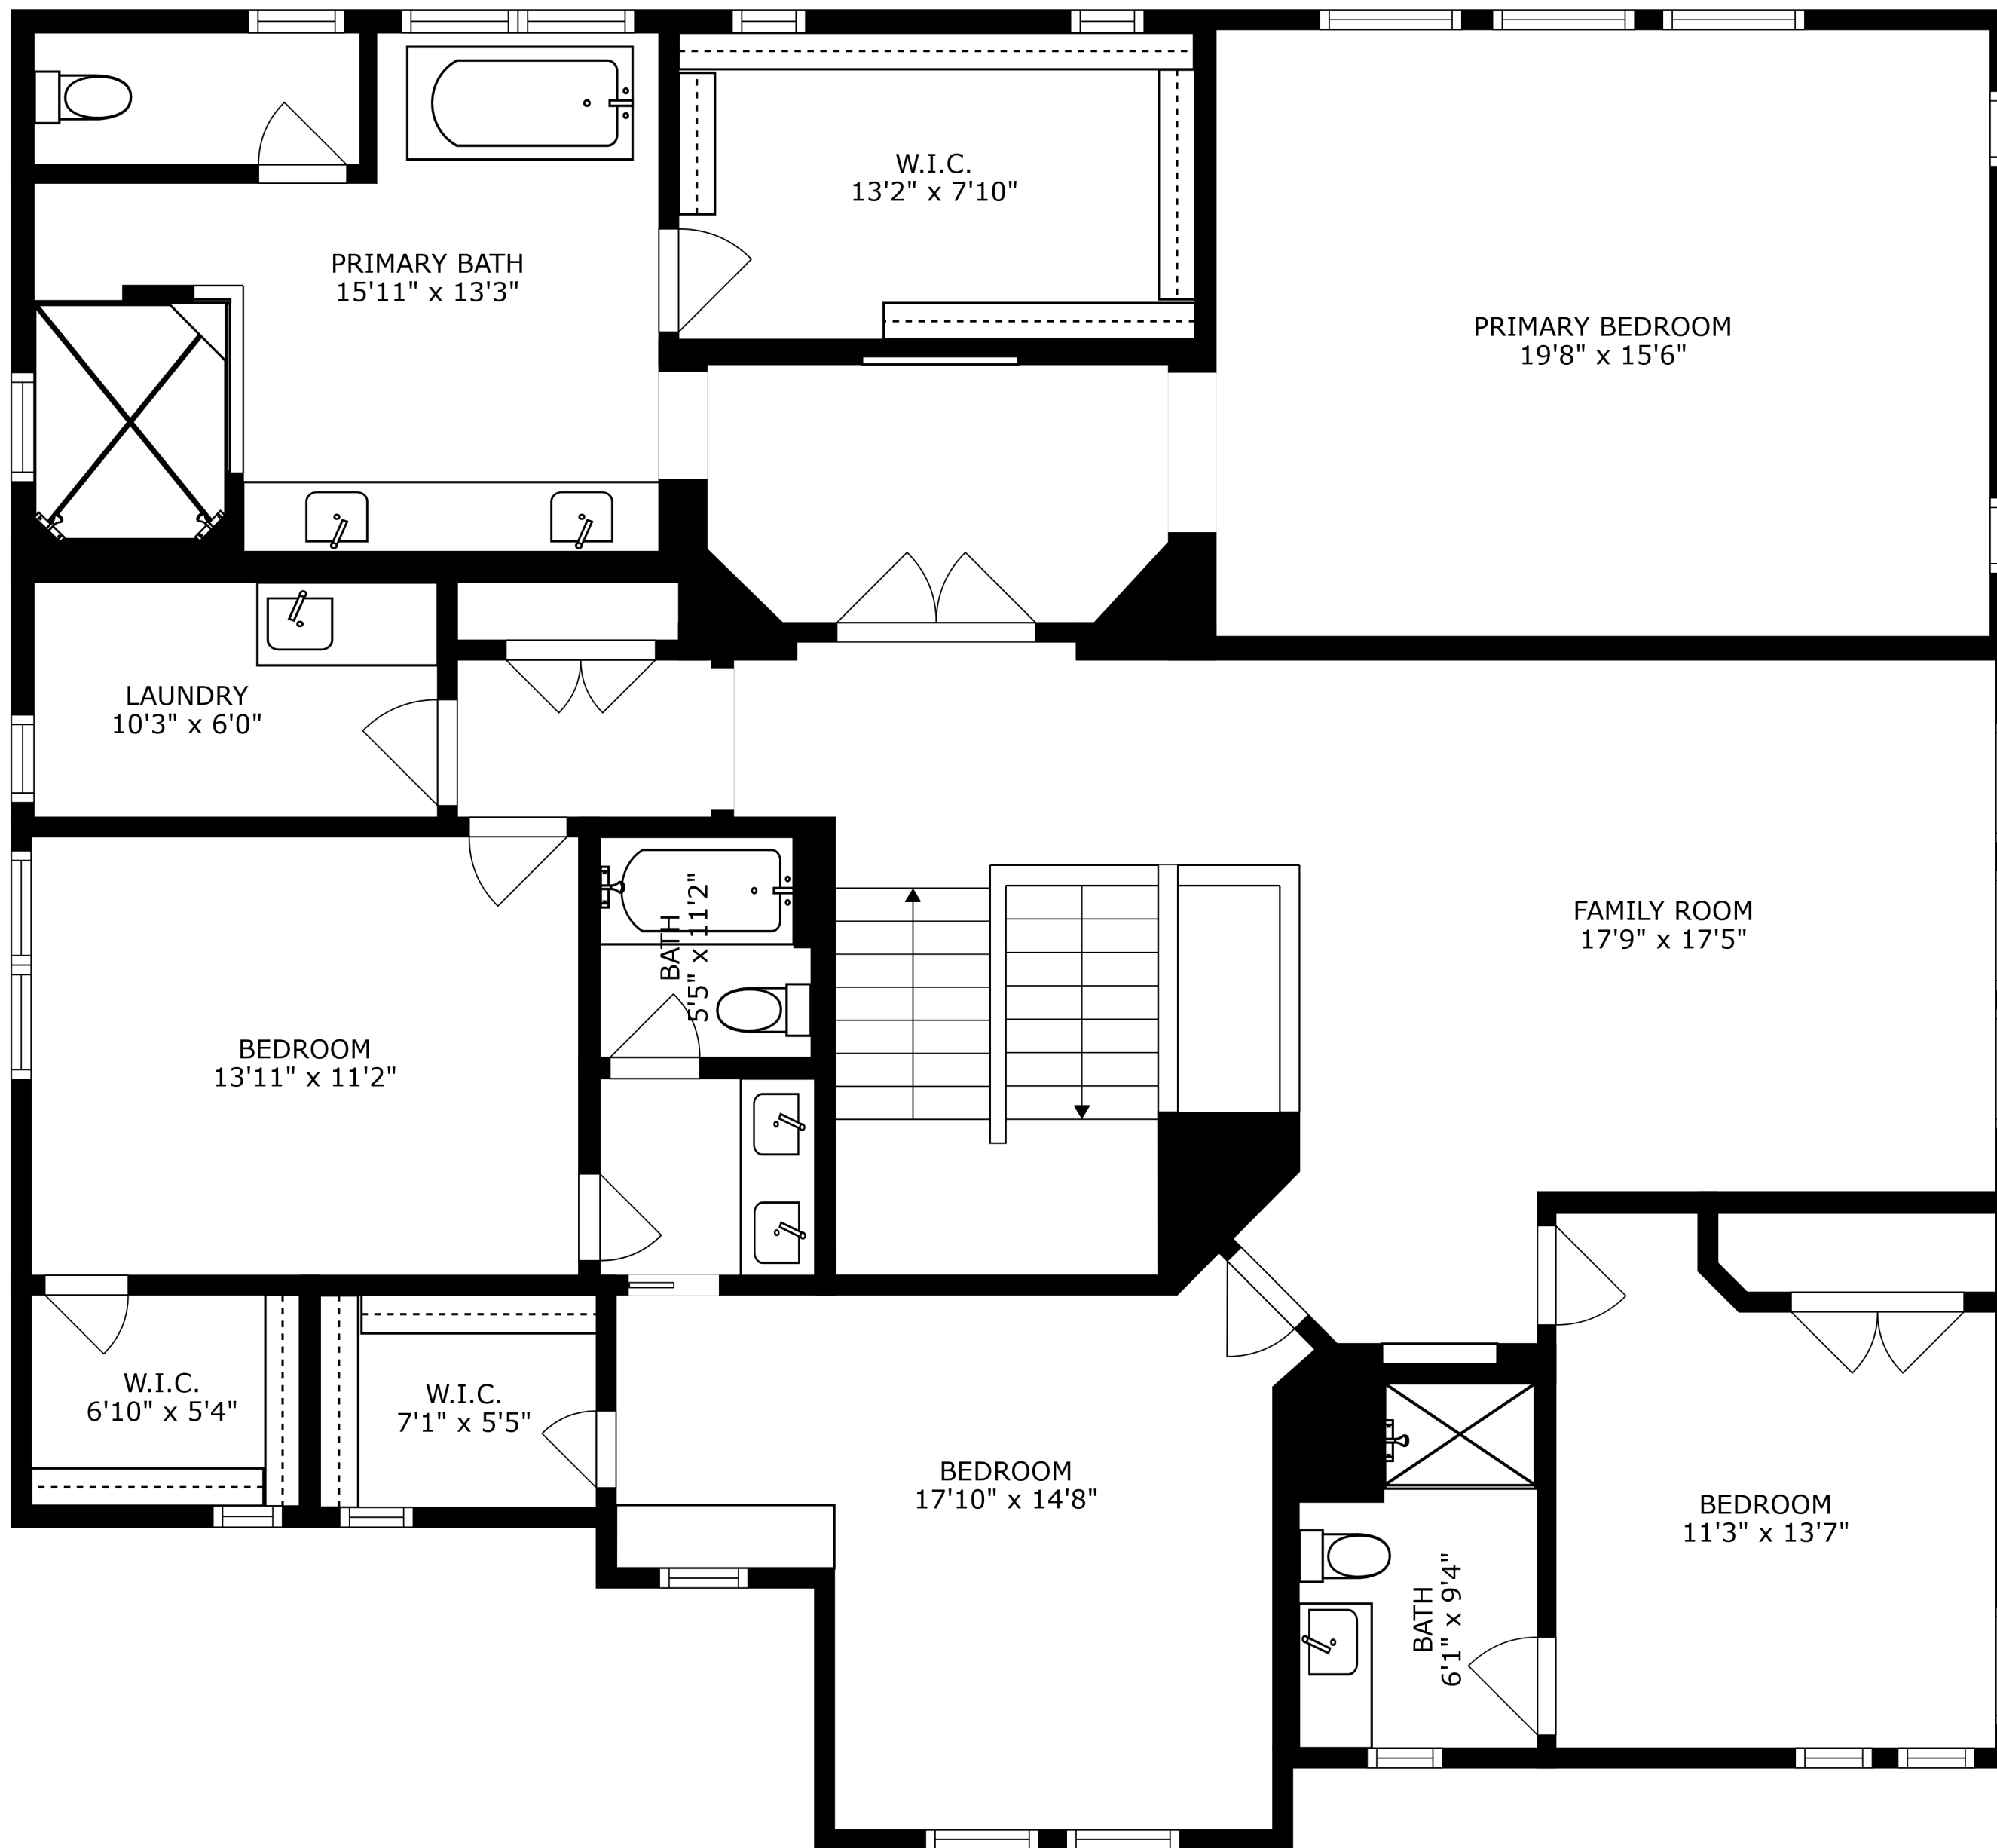 W.I.C.
13'2" x 7'10"
PRIMARY BATH
15'11" x 13'3"
PRIMARY BEDROOM
19'8" x 15'6"
LAUNDRY
10'3" x 6'0"
FAMILY ROOM
17'9" x 17'5"
BATH
5'5" x 11'2"
BEDROOM
13'11" x 11'2"
W.I.C.
6'10" x 5'4"
W.I.C.
7'1" x 5'5"
BEDROOM
17'10" x 14'8"
BEDROOM
11'3" x 13'7"
BATH
6'1" x 9'4"